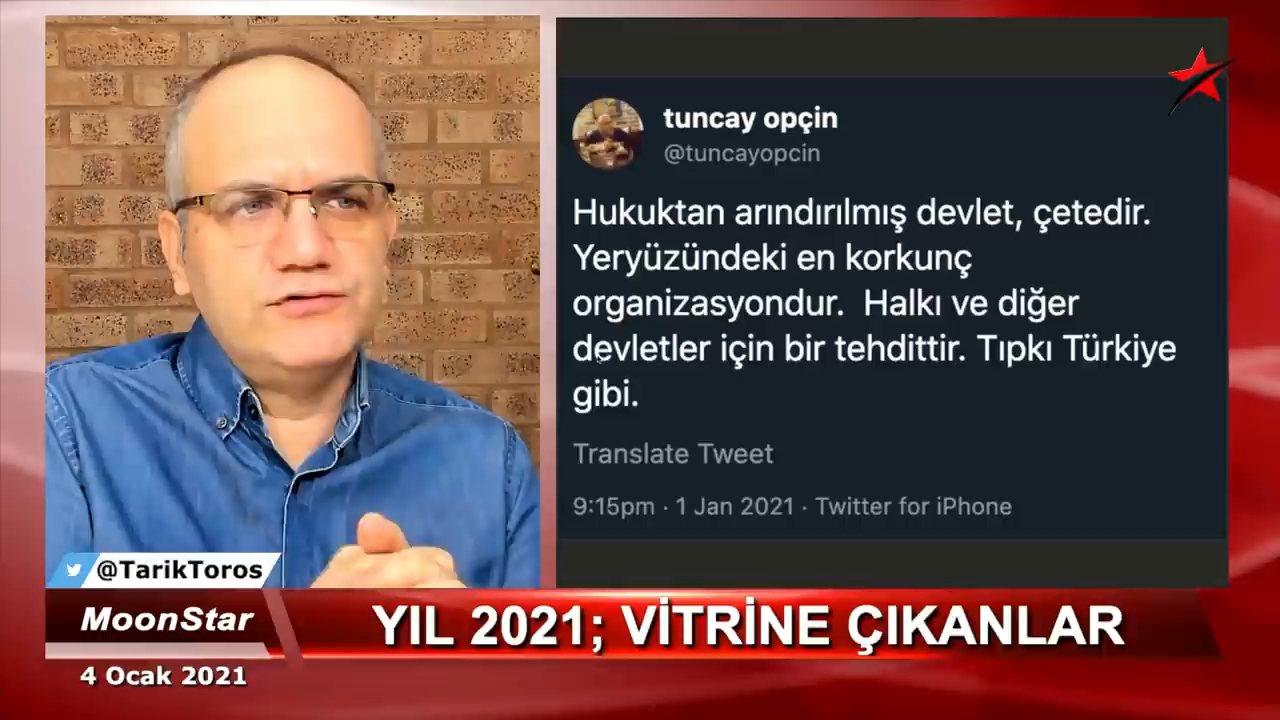 tuncay opçin
@tuncayopcin
Hukuktan arındırılmış devlet, çetedir.
Yeryüzündeki en korkunç
organizasyondur.  Halkı ve diğer
devletler için bir tehdittir. Tıpkı Türkiye
gibi.
Translate Tweet
9:15pm · 1 Jan 2021 · Twitter for iPhone
@TarikToros
MoonStar
YIL 2021; VİTRİNE ÇIKANLAR
4 Ocak 2021